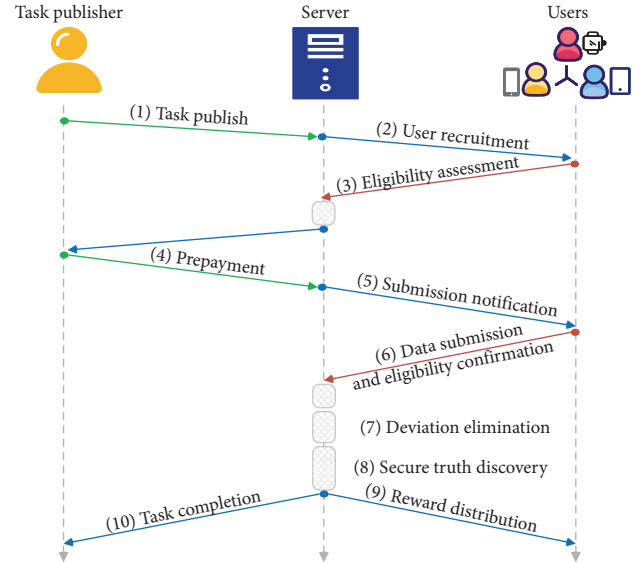 Task publisher
Server
Users
(1) Task publish
(2) User recruitment
(3) Eligibility assessment
(4) Prepayment
(5) Submission notification
(6) Data submission
and eligibility confirmation
(7) Deviation elimination
(8) Secure truth discovery
(9) Reward distribution
(10) Task completion